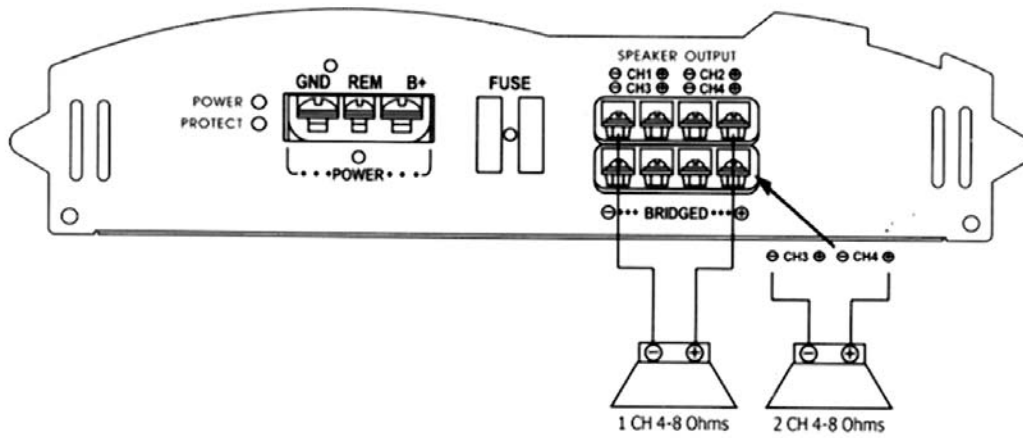 SPEAKER OUTPUT
⊖ CH1 ⊕ ⊖ CH2 ⊕
⊖ CH3 ⊕ ⊖ CH4 ⊕
GND REM B+
FUSE
POWER
PROTECT
POWER
⊖ BRIDGED ⊕
⊖ CH3 ⊕ ⊖ CH4 ⊕
⊖ ⊕
⊖ ⊕
1 CH 4-8 Ohms
2 CH 4-8 Ohms